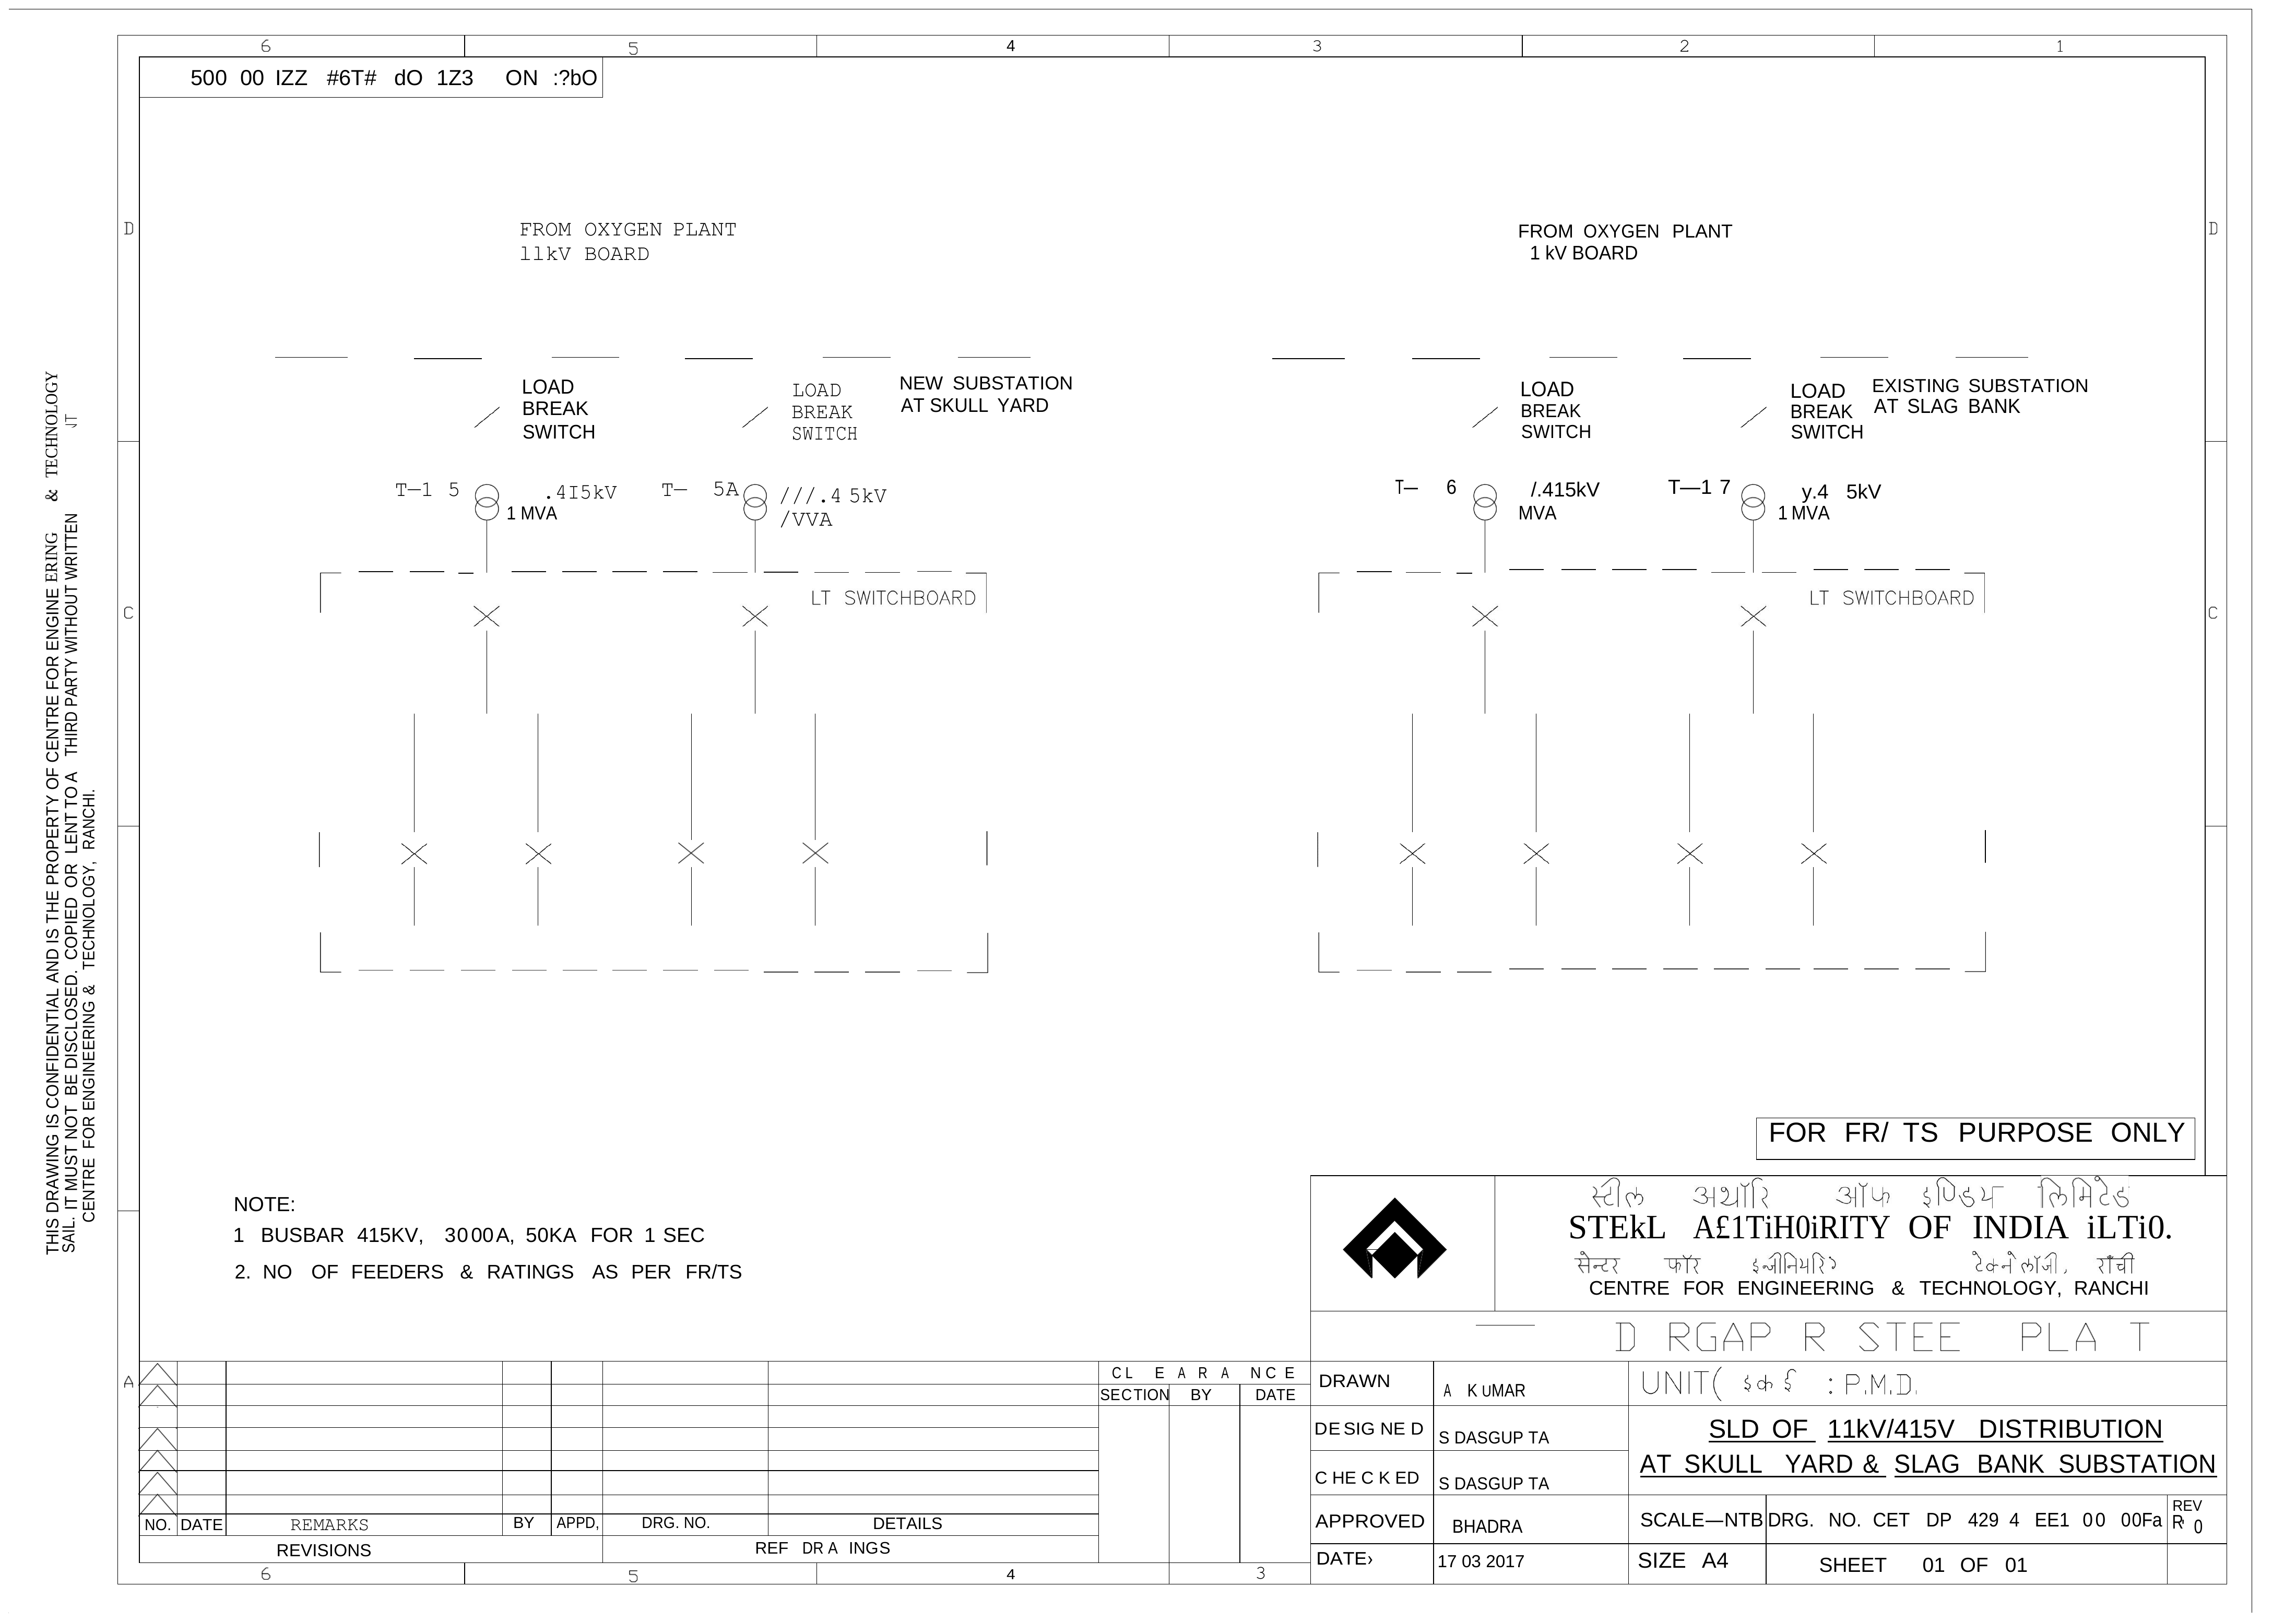 6 5 4 3 2 1
500 00 IZZ #6T# dO 1Z3 ON :?bO
D
D
FROM OXYGEN PLANT
11kV BOARD
FROM OXYGEN PLANT
1 kV BOARD
LOAD
BREAK
SWITCH
LOAD
BREAK
SWITCH
NEW SUBSTATION
AT SKULL YARD
LOAD
BREAK
SWITCH
LOAD
BREAK
SWITCH
EXISTING SUBSTATION
AT SLAG BANK
T—1 5
.4I5kV
1 MVA
T— 5A
///.4 5kV
/VVA
T— 6
/.415kV
MVA
T—1 7
y.4 5kV
1 MVA
LT SWITCHBOARD
LT SWITCHBOARD
C
C
THIS DRAWING IS CONFIDENTIAL AND IS THE PROPERTY OF CENTRE FOR ENGINE ERING & TECHNOLOGY
SAIL. IT MUST NOT BE DISCLOSED. COPIED OR LENT TO A THIRD PARTY WITHOUT WRITTEN
CENTRE FOR ENGINEERING & TECHNOLOGY, RANCHI.
FOR FR/ TS PURPOSE ONLY
NOTE:
1 BUSBAR 415KV, 3000A, 50KA FOR 1 SEC
2. NO OF FEEDERS & RATINGS AS PER FR/TS
स्टील अथॉरि ऑफ इण्डिय लिमिटेड
STEkL A£1TiH0iRITY OF INDIA iLTi0.
सेन्टर फॉर इन्जीनियरि टेक्नेलॉजी, राँची
CENTRE FOR ENGINEERING & TECHNOLOGY, RANCHI
D RGAP R STEE PLA T
A
CL E A R A NCE
SECTION BY DATE
DRAWN
A KUMAR
UNIT( इकई : P.M.D.
DESIGNED
S DASGUP TA
SLD OF 11kV/415V DISTRIBUTION
AT SKULL YARD & SLAG BANK SUBSTATION
CHECKED
S DASGUP TA
APPROVED
BHADRA
SCALE—NTB
DRG. NO. CET DP 429 4 EE1 00 00Fa
REV
R 0
NO. DATE REMARKS BY APPD, DRG. NO. DETAILS
REVISIONS
REF DR A INGS
DATE›
17 03 2017
SIZE A4
SHEET 01 OF 01
6 5 4 3